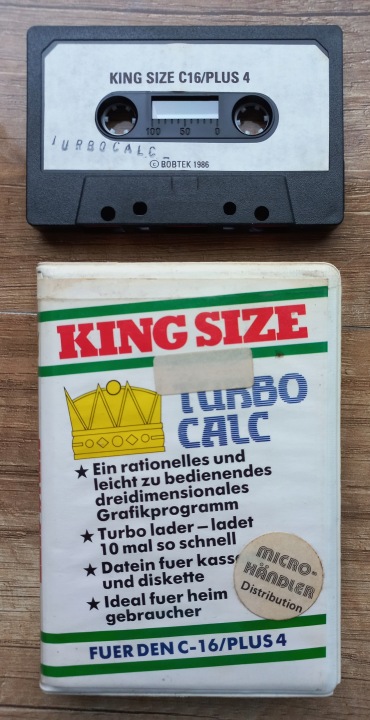 KING SIZE C16/PLUS 4
100 50 0
TURBOCALC
© BOBTEK 1986
KING SIZE
TURBO
CALC
★ Ein rationelles und
leicht zu bedienendes
dreidimensionales
Grafikprogramm
★ Turbo lader – ladet
10 mal so schnell
★ Datein fuer
und diskette
★ Ideal fuer heim
gebraucher
MICRO-
HÄNDLER
Distribution
FUER DEN C-16/PLUS 4